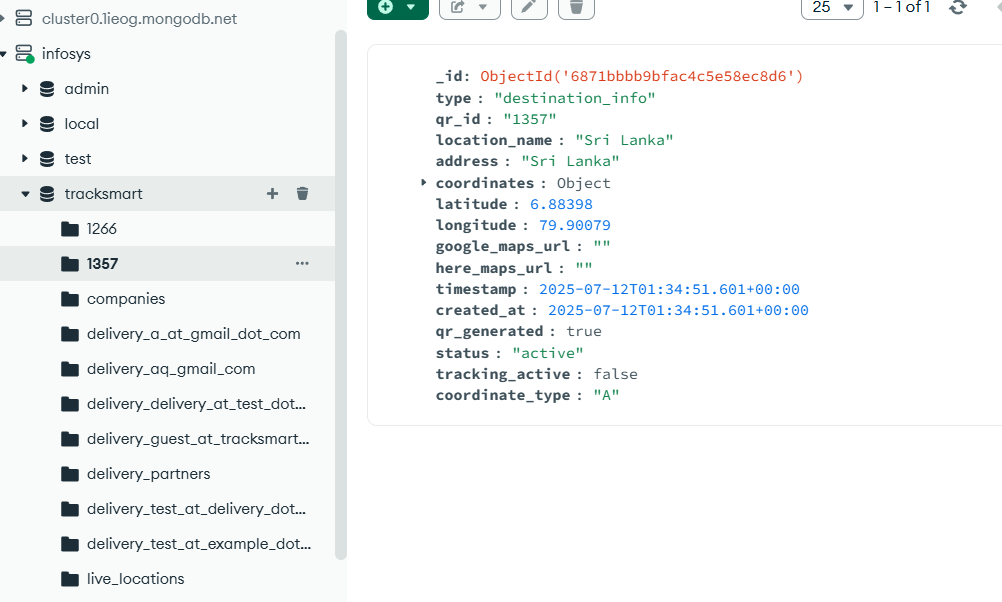 cluster0.1ieog.mongodb.net
infosys
admin
local
test
tracksmart
1266
1357
companies
delivery_a_at_gmail_dot_com
delivery_aq_gmail_com
delivery_delivery_at_test_dot...
delivery_guest_at_tracksmart...
delivery_partners
delivery_test_at_delivery_dot...
delivery_test_at_example_dot...
live_locations
25
1 – 1 of 1
_id: ObjectId('6871bbbb9bfac4c5e58ec8d6')
type : "destination_info"
qr_id : "1357"
location_name : "Sri Lanka"
address : "Sri Lanka"
coordinates : Object
latitude : 6.88398
longitude : 79.90079
google_maps_url : ""
here_maps_url : ""
timestamp : 2025-07-12T01:34:51.601+00:00
created_at : 2025-07-12T01:34:51.601+00:00
qr_generated : true
status : "active"
tracking_active : false
coordinate_type : "A"